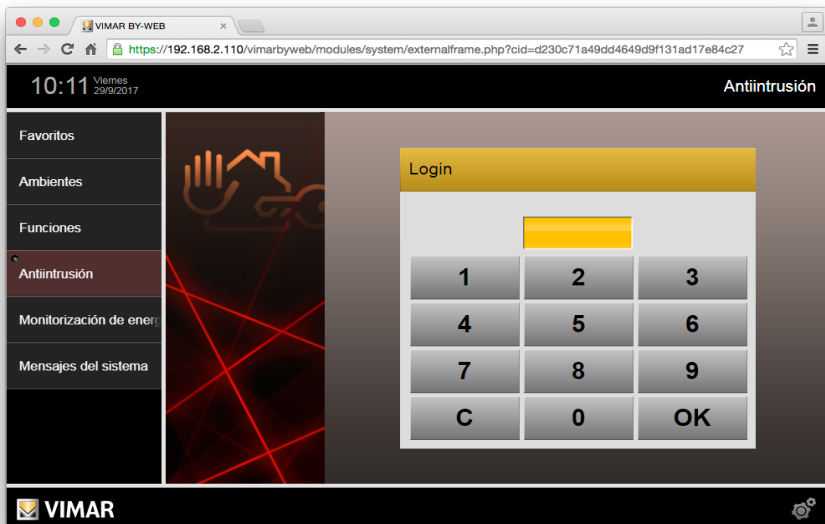 VIMAR BY-WEB
https://192.168.2.110/vimarbyweb/modules/system/externalframe.php?cid=d230c71a49dd4649d9f131ad17e84c27
10:11 Viernes
29/9/2017
Antiintrusión
Favoritos
Ambientes
Funciones
Antiintrusión
Monitorización de energ
Mensajes del sistema
Login
1 2 3
4 5 6
7 8 9
C 0 OK
VIMAR